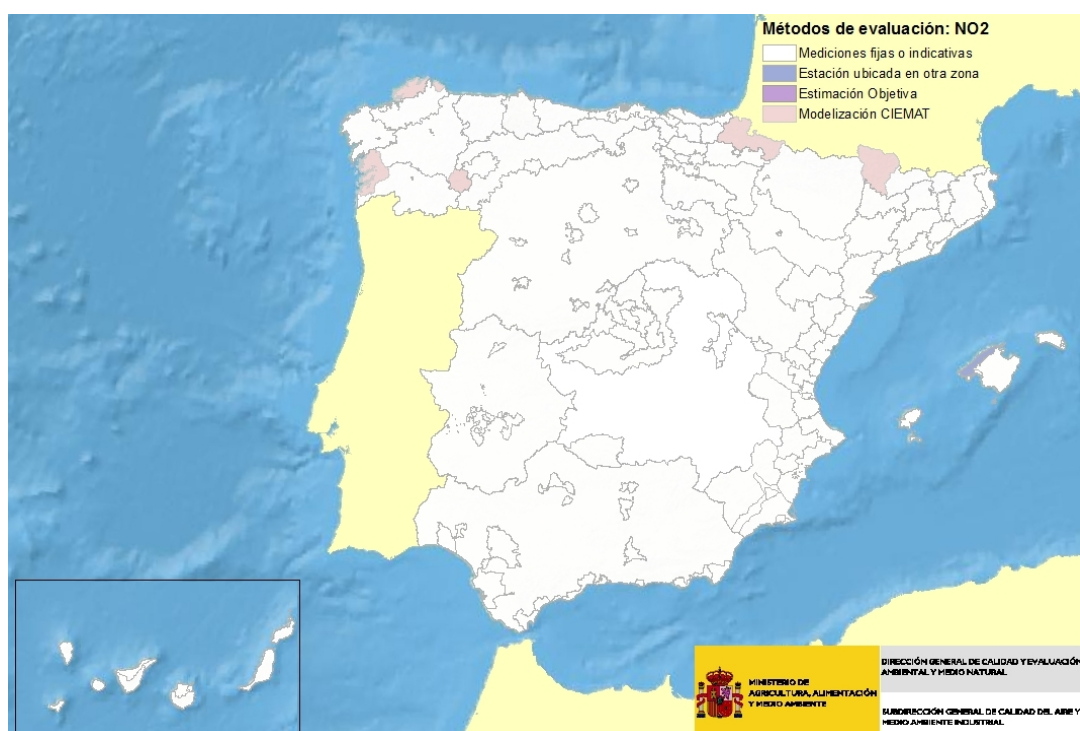 Métodos de evaluación: NO2
Mediciones fijas o indicativas
Estación ubicada en otra zona
Estimación Objetiva
Modelización CIEMAT
MINISTERIO DE
AGRICULTURA, ALIMENTACIÓN
Y MEDIO AMBIENTE
DIRECCIÓN GENERAL DE CALIDAD Y EVALUACIÓN
AMBIENTAL Y MEDIO NATURAL
SUBDIRECCIÓN GENERAL DE CALIDAD DEL AIRE Y
MEDIO AMBIENTE INDUSTRIAL